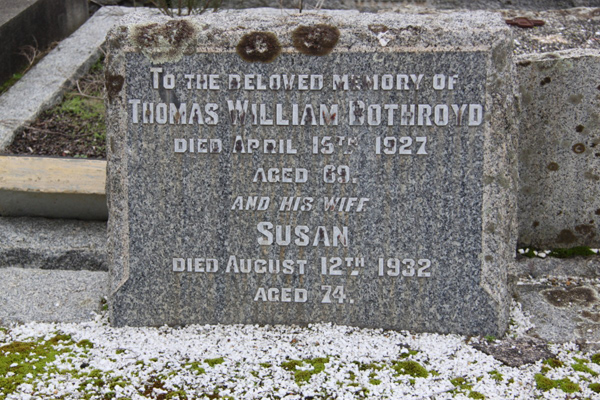 TO THE BELOVED MEMORY OF
THOMAS WILLIAM BOTHROYD
DIED APRIL 15TH 1927
AGED 69.
AND HIS WIFE
SUSAN
DIED AUGUST 12TH 1932
AGED 74.